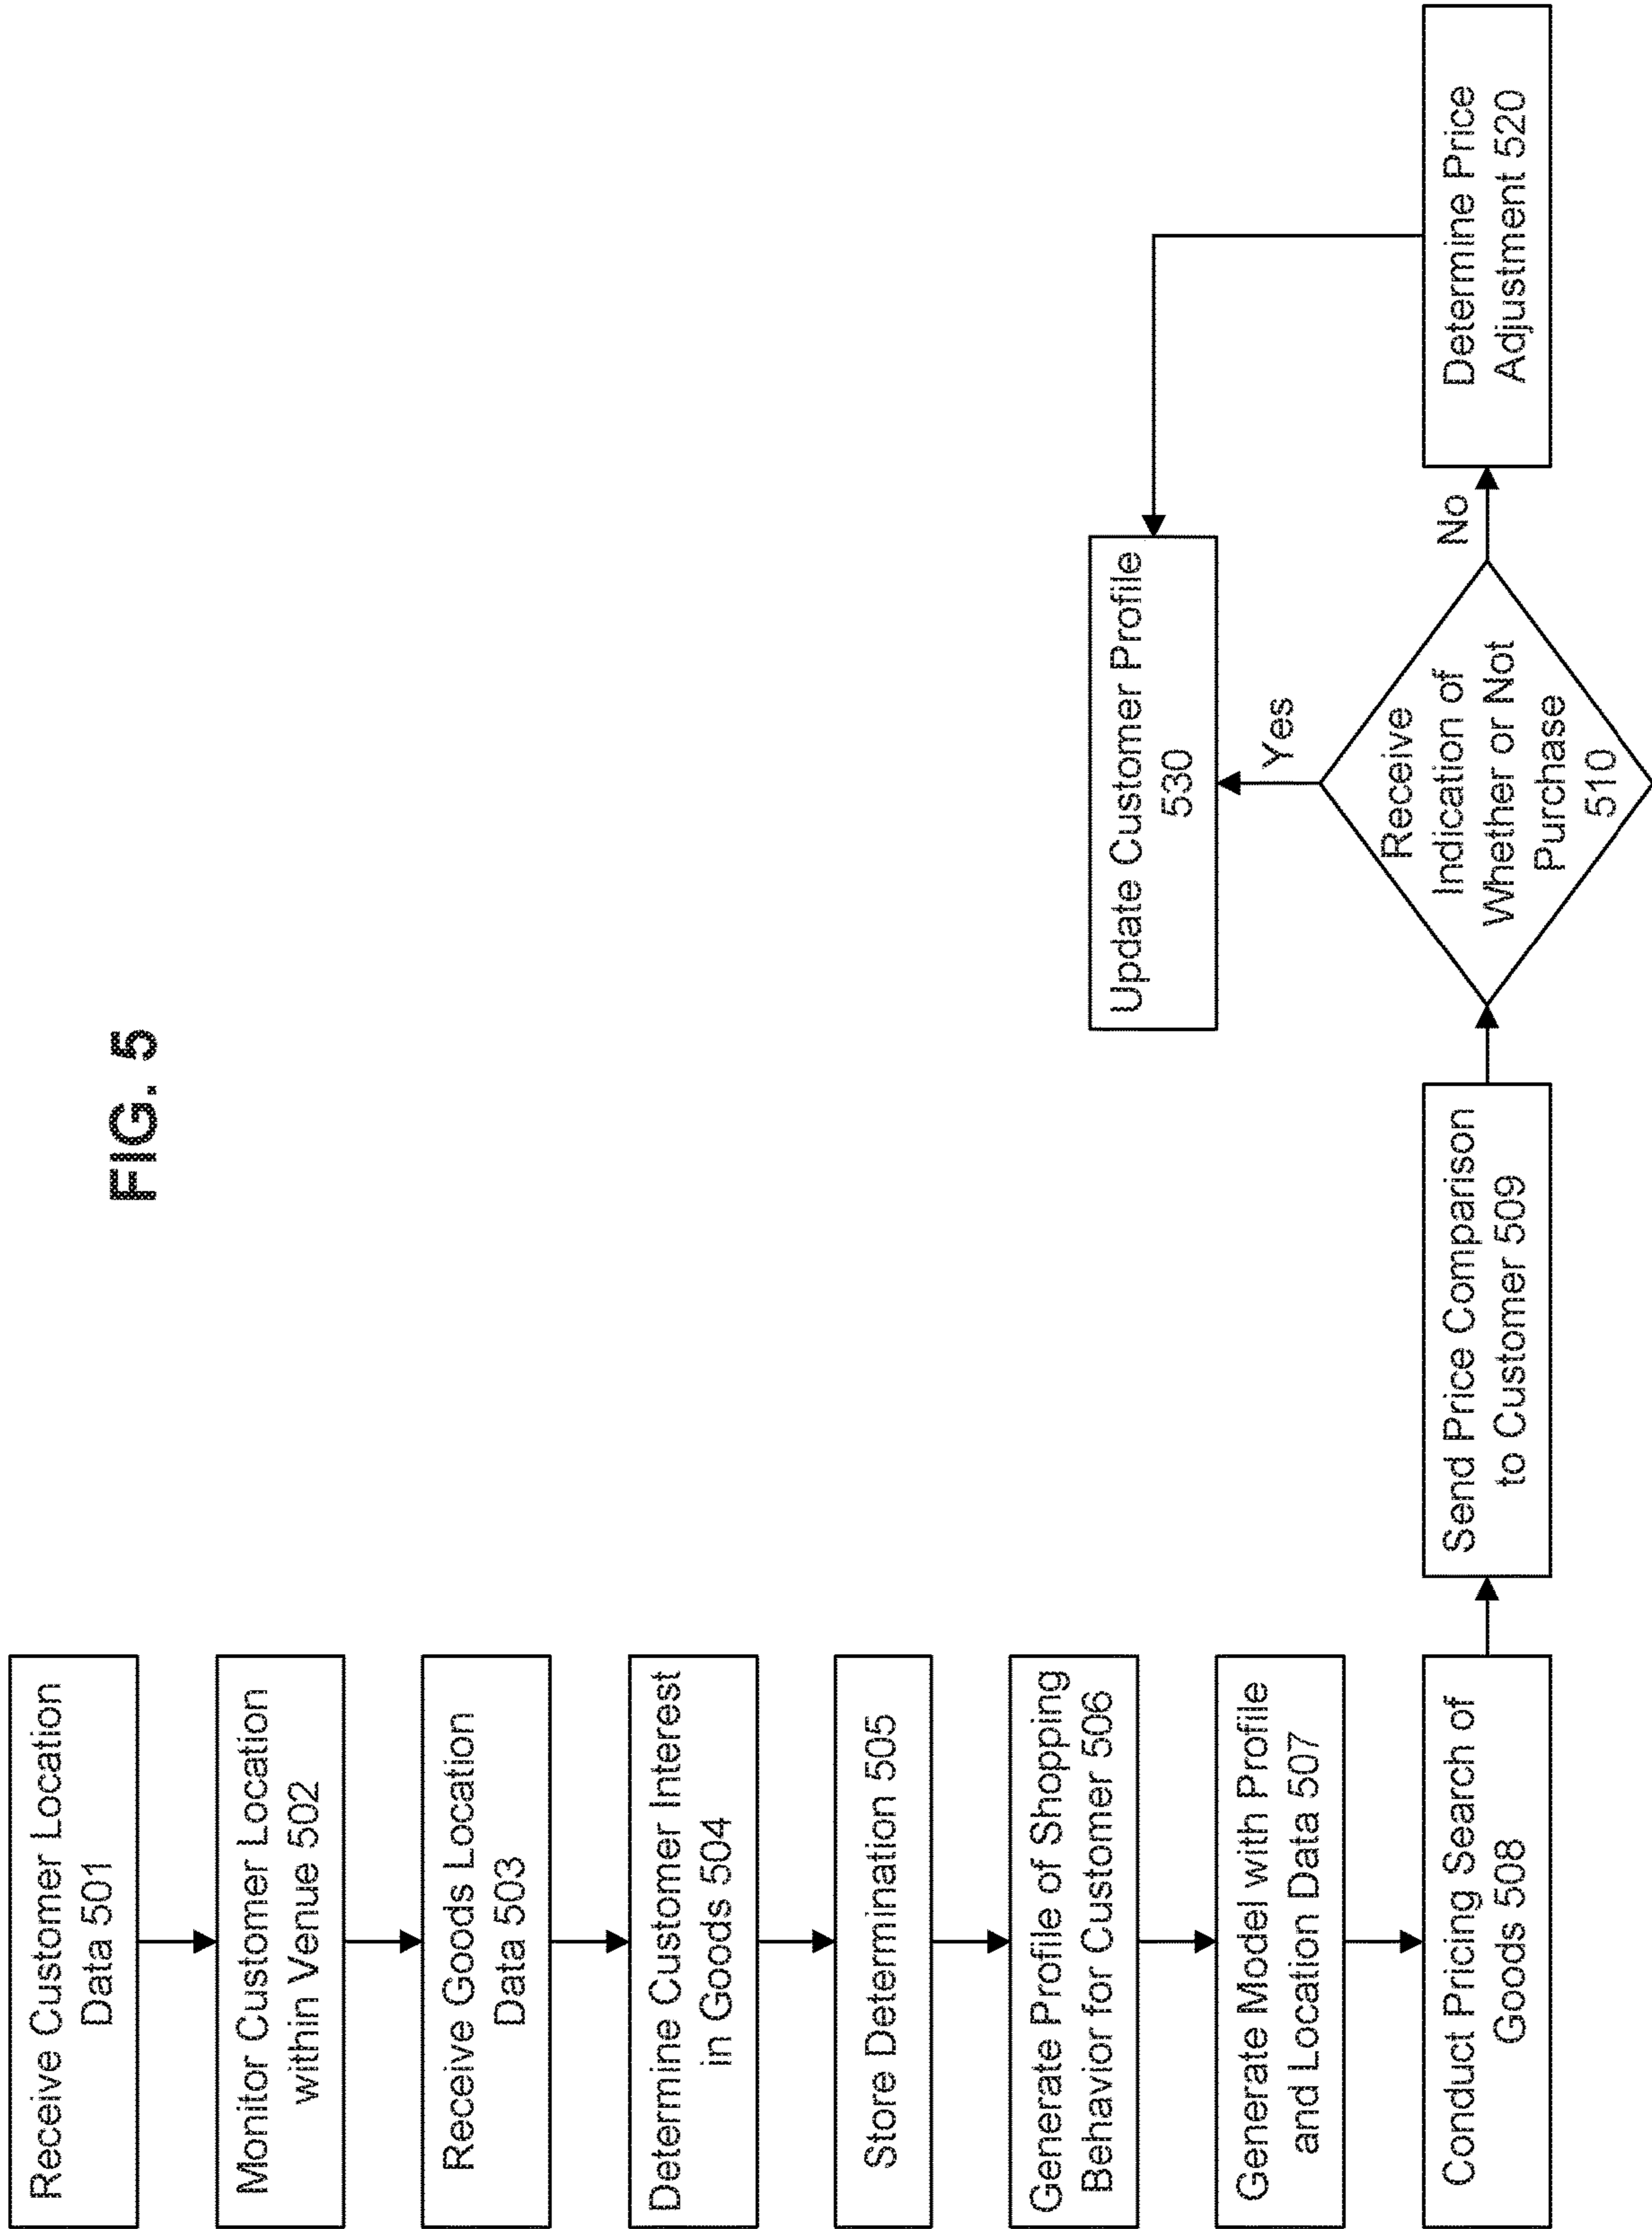 FIG. 5
Receive Customer Location
Data 501
Monitor Customer Location
within Venue 502
Receive Goods Location
Data 503
Determine Customer Interest
in Goods 504
Store Determination 505
Generate Profile of Shopping
Behavior for Customer 506
Generate Model with Profile
and Location Data 507
Conduct Pricing Search of
Goods 508
Send Price Comparison
to Customer 509
Receive
Indication of
Whether or Not
Purchase
510
Yes
No
Update Customer Profile
530
Determine Price
Adjustment 520